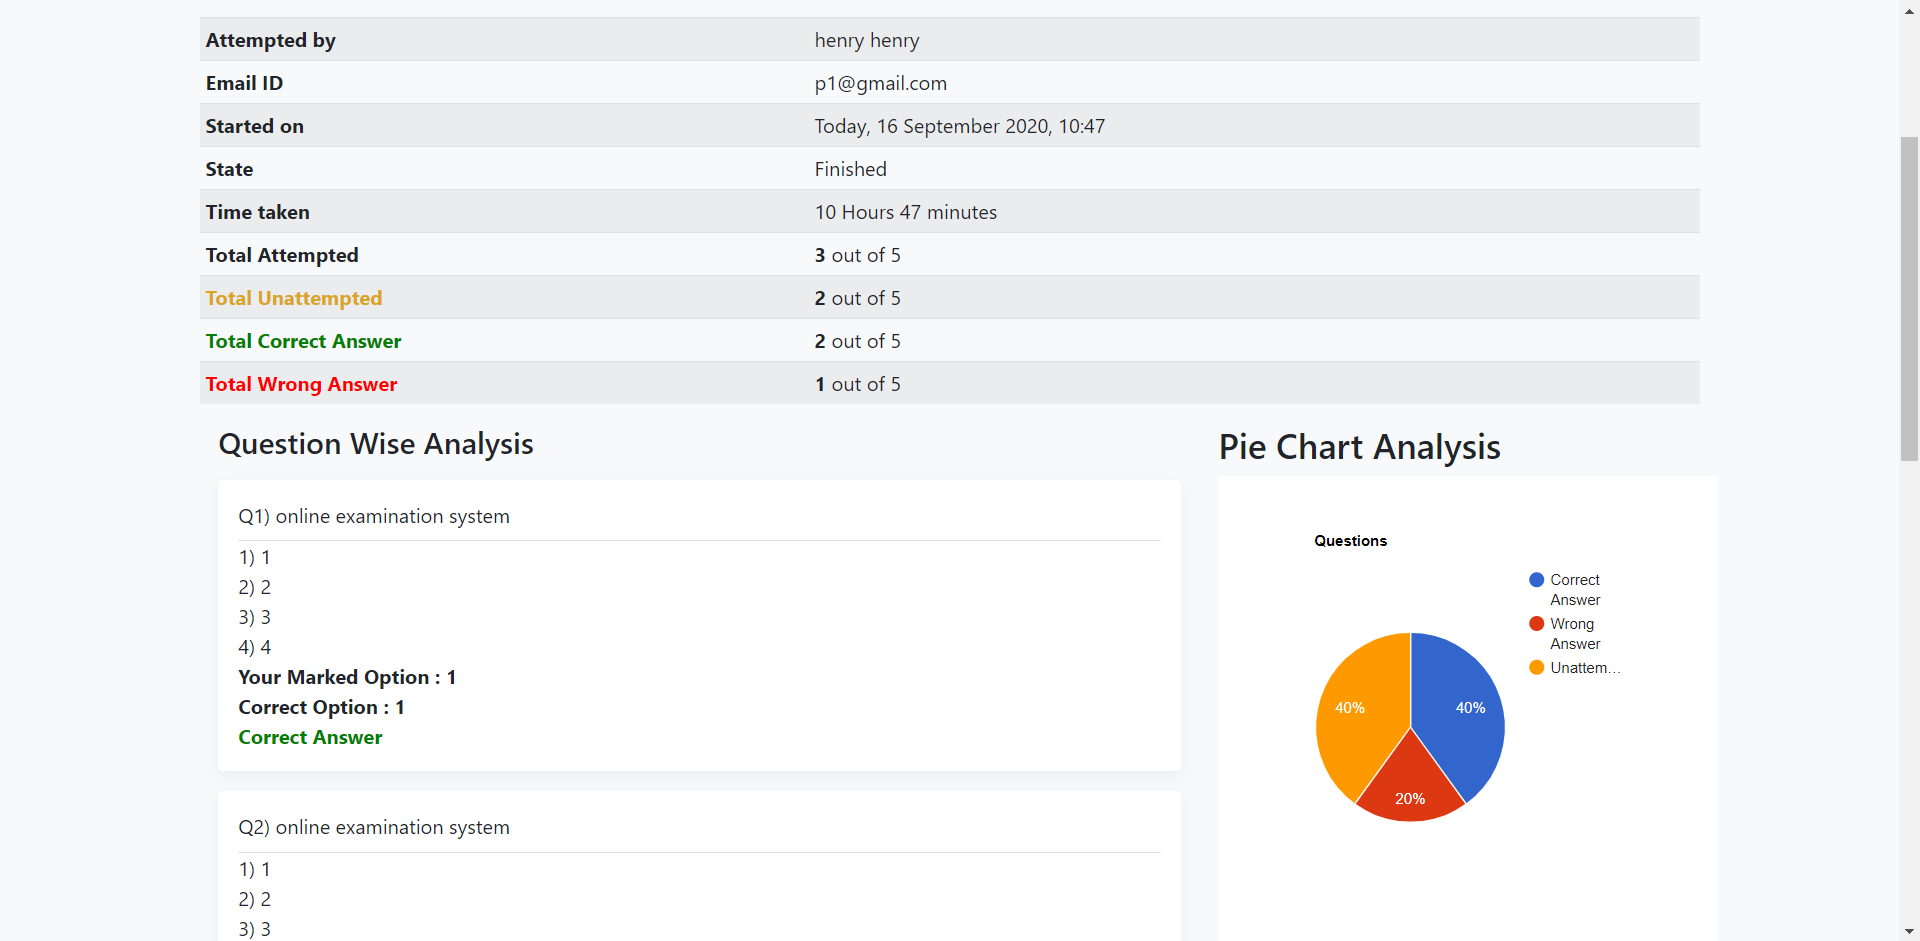 Attempted by henry henry
Email ID p1@gmail.com
Started on Today, 16 September 2020, 10:47
State Finished
Time taken 10 Hours 47 minutes
Total Attempted 3 out of 5
Total Unattempted 2 out of 5
Total Correct Answer 2 out of 5
Total Wrong Answer 1 out of 5
Question Wise Analysis
Q1) online examination system
1) 1
2) 2
3) 3
4) 4
Your Marked Option : 1
Correct Option : 1
Correct Answer
Q2) online examination system
1) 1
2) 2
3) 3
Pie Chart Analysis
Questions
Correct
Answer
Wrong
Answer
Unattem...
40%
40%
20%